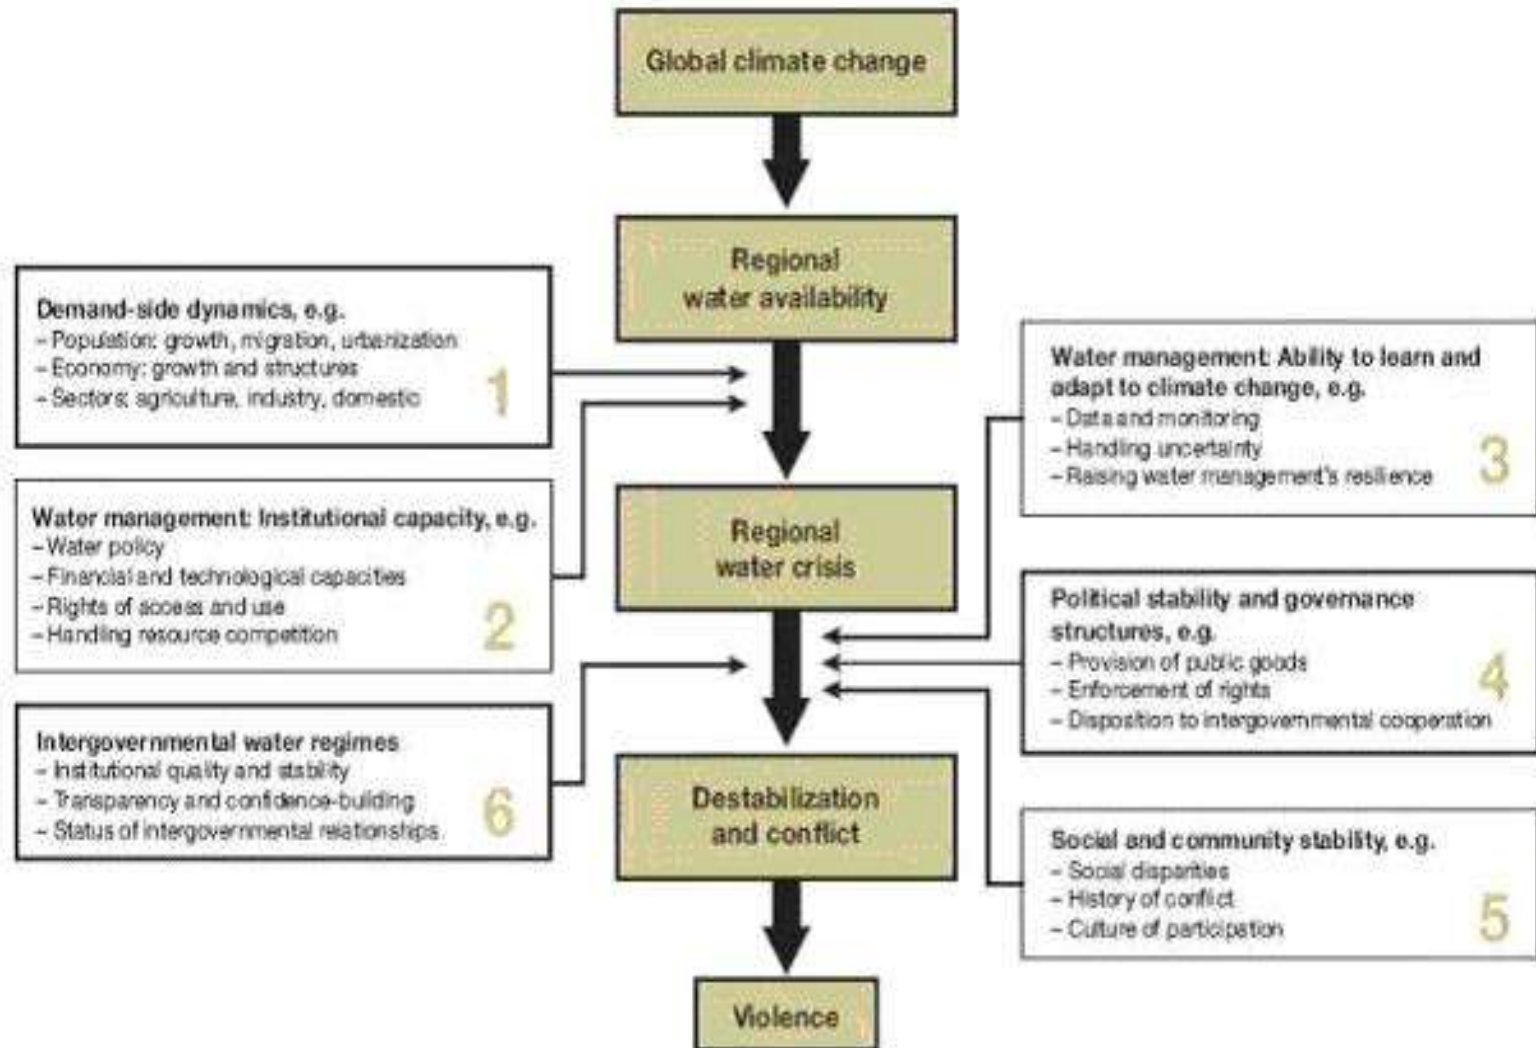 Global climate change
Regional
water availability
Demand-side dynamics, e.g.
– Population: growth, migration, urbanization
– Economy: growth and structures
– Sectors: agriculture, industry, domestic
1
Water management: Ability to learn and
adapt to climate change, e.g.
– Data and monitoring
– Handling uncertainty
– Raising water management's resilience
3
Water management: Institutional capacity, e.g.
– Water policy
– Financial and technological capacities
– Rights of access and use
– Handling resource competition
2
Regional
water crisis
Political stability and governance
structures, e.g.
– Provision of public goods
– Enforcement of rights
– Disposition to intergovernmental cooperation
4
Intergovernmental water regimes
– Institutional quality and stability
– Transparency and confidence-building
– Status of intergovernmental relationships
6
Destabilization
and conflict
Social and community stability, e.g.
– Social disparities
– History of conflict
– Culture of participation
5
Violence